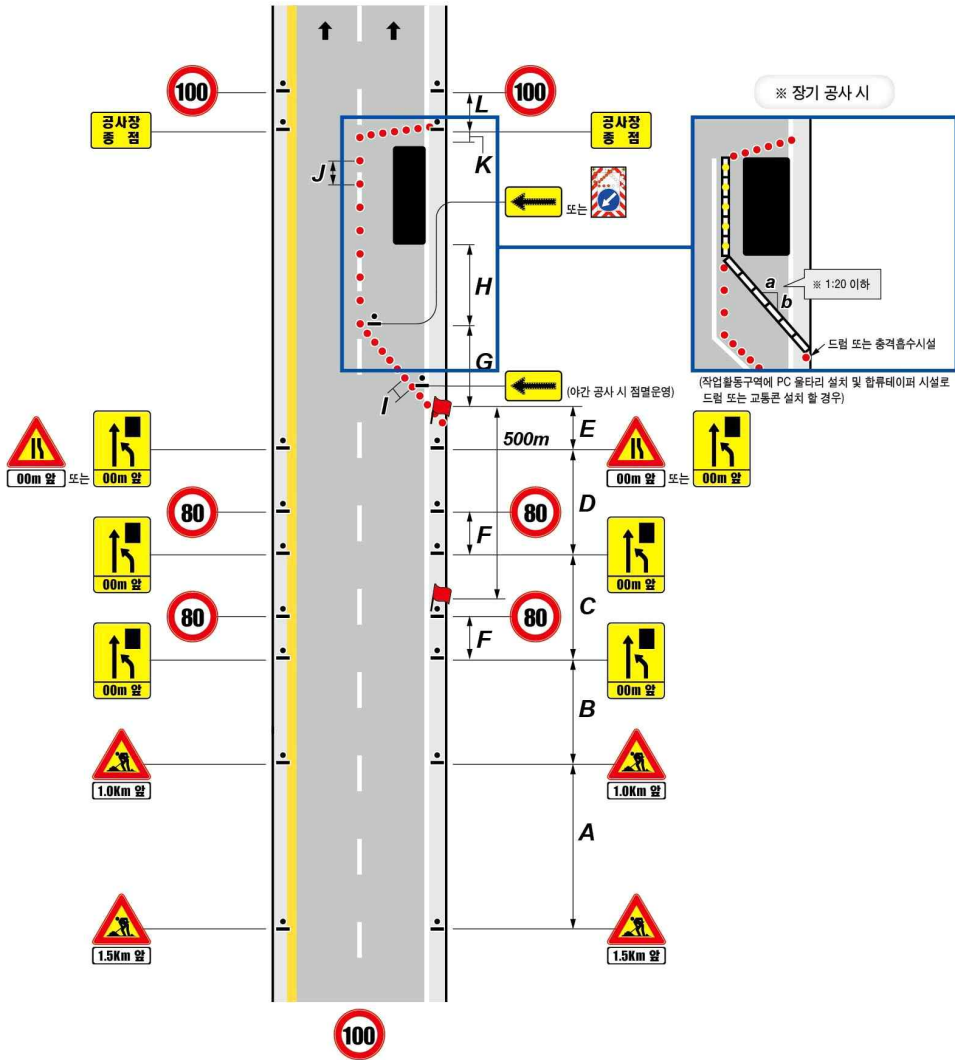 100
100
L
※ 장기 공사 시
공사장
종 점
공사장
종 점
K
J
또는
a
※ 1:20 이하
b
H
드럼 또는 충격흡수시설
G
I
(야간 공사 시 점멸운영)
(작업활동구역에 PC 울타리 설치 및 합류테이퍼 시설로
드럼 또는 교통콘 설치 할 경우)
E
500m
00m 앞 또는 00m 앞
00m 앞 또는 00m 앞
D
80
80
F
00m 앞
00m 앞
C
80
80
F
00m 앞
00m 앞
B
1.0Km 앞
1.0Km 앞
A
1.5Km 앞
1.5Km 앞
100